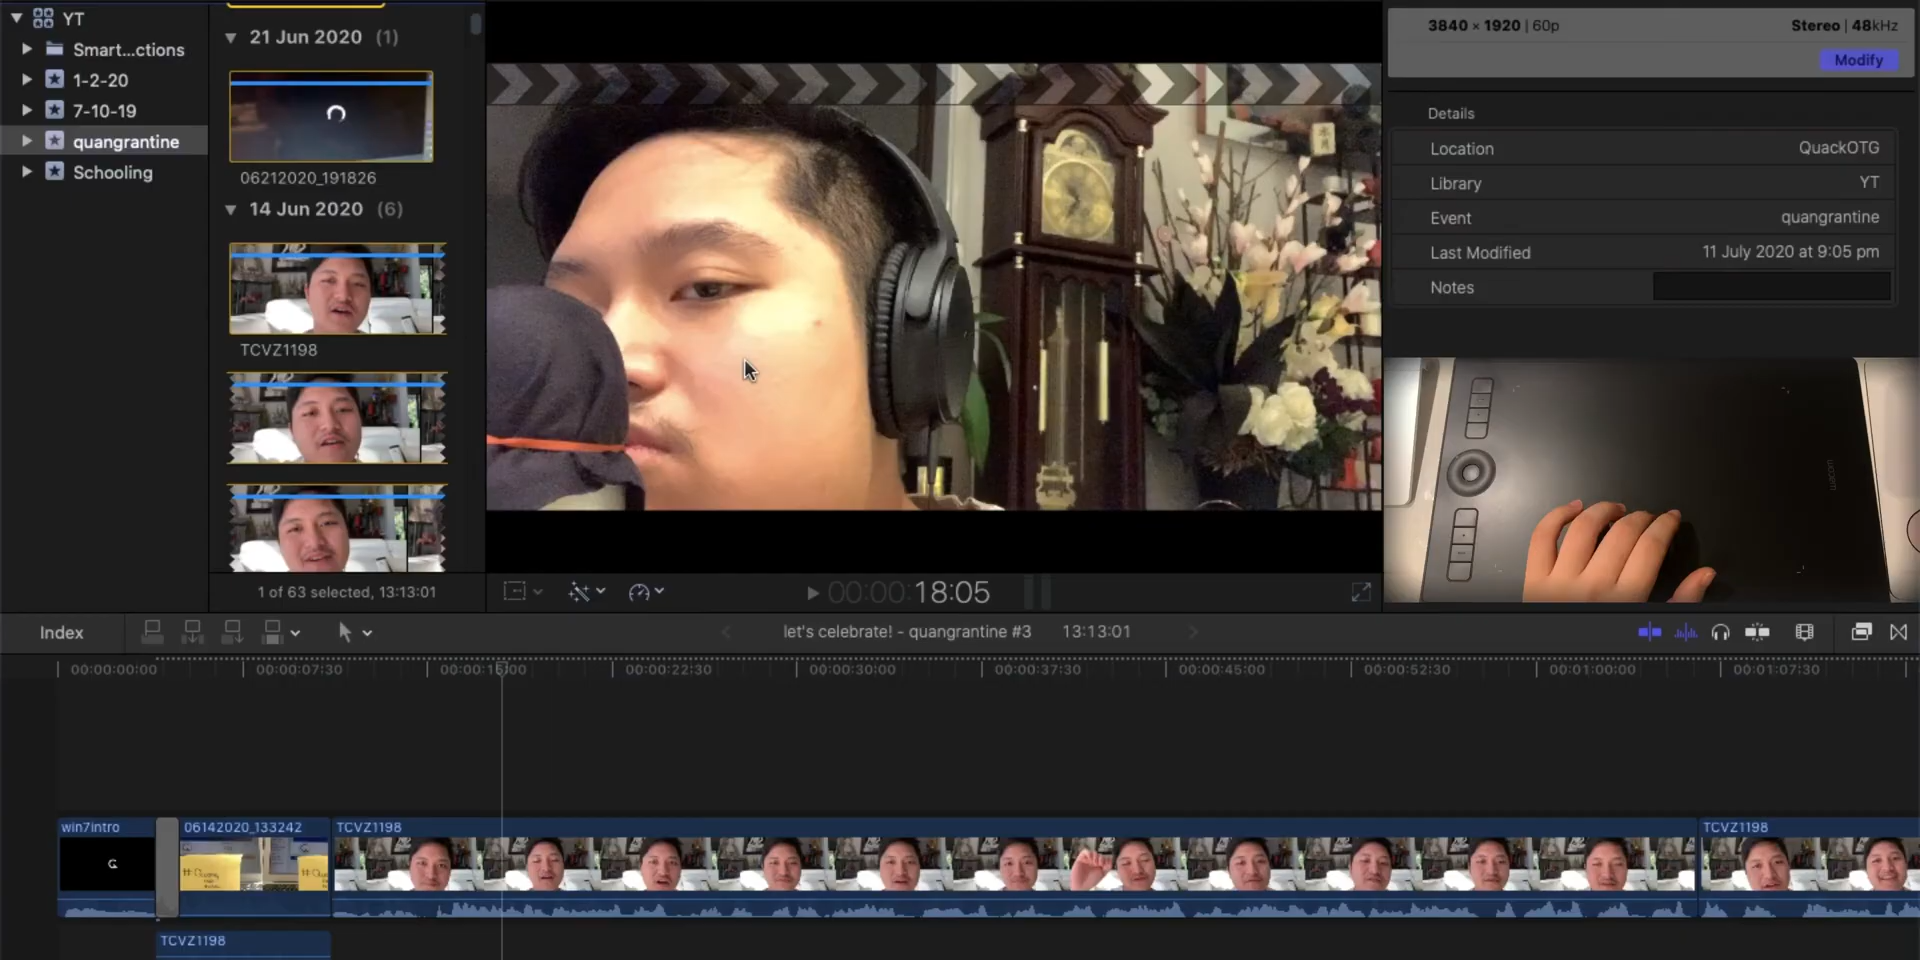 YT
Smart...ctions
1-2-20
7-10-19
quangrantine
Schooling
21 Jun 2020 (1)
06212020_191826
14 Jun 2020 (6)
TCVZ1198
1 of 63 selected, 13:13:01
00:00:00:18:05
3840 × 1920 | 60p
Stereo | 48kHz
Modify
Details
Location QuackOTG
Library YT
Event quangrantine
Last Modified 11 July 2020 at 9:05 pm
Notes
wacom
Index
let's celebrate! - quangrantine #3 13:13:01
00:00:00:00
00:00:07:30
00:00:15:00
00:00:22:30
00:00:30:00
00:00:37:30
00:00:45:00
00:00:52:30
00:01:00:00
00:01:07:30
win7intro
06142020_133242
TCVZ1198
TCVZ1198
TCVZ1198